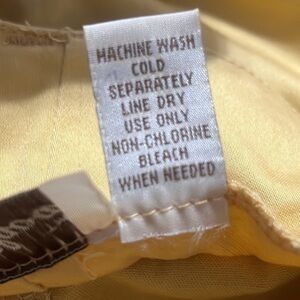 MACHINE WASH
COLD
SEPARATELY
LINE DRY
USE ONLY
NON-CHLORINE
BLEACH
WHEN NEEDED